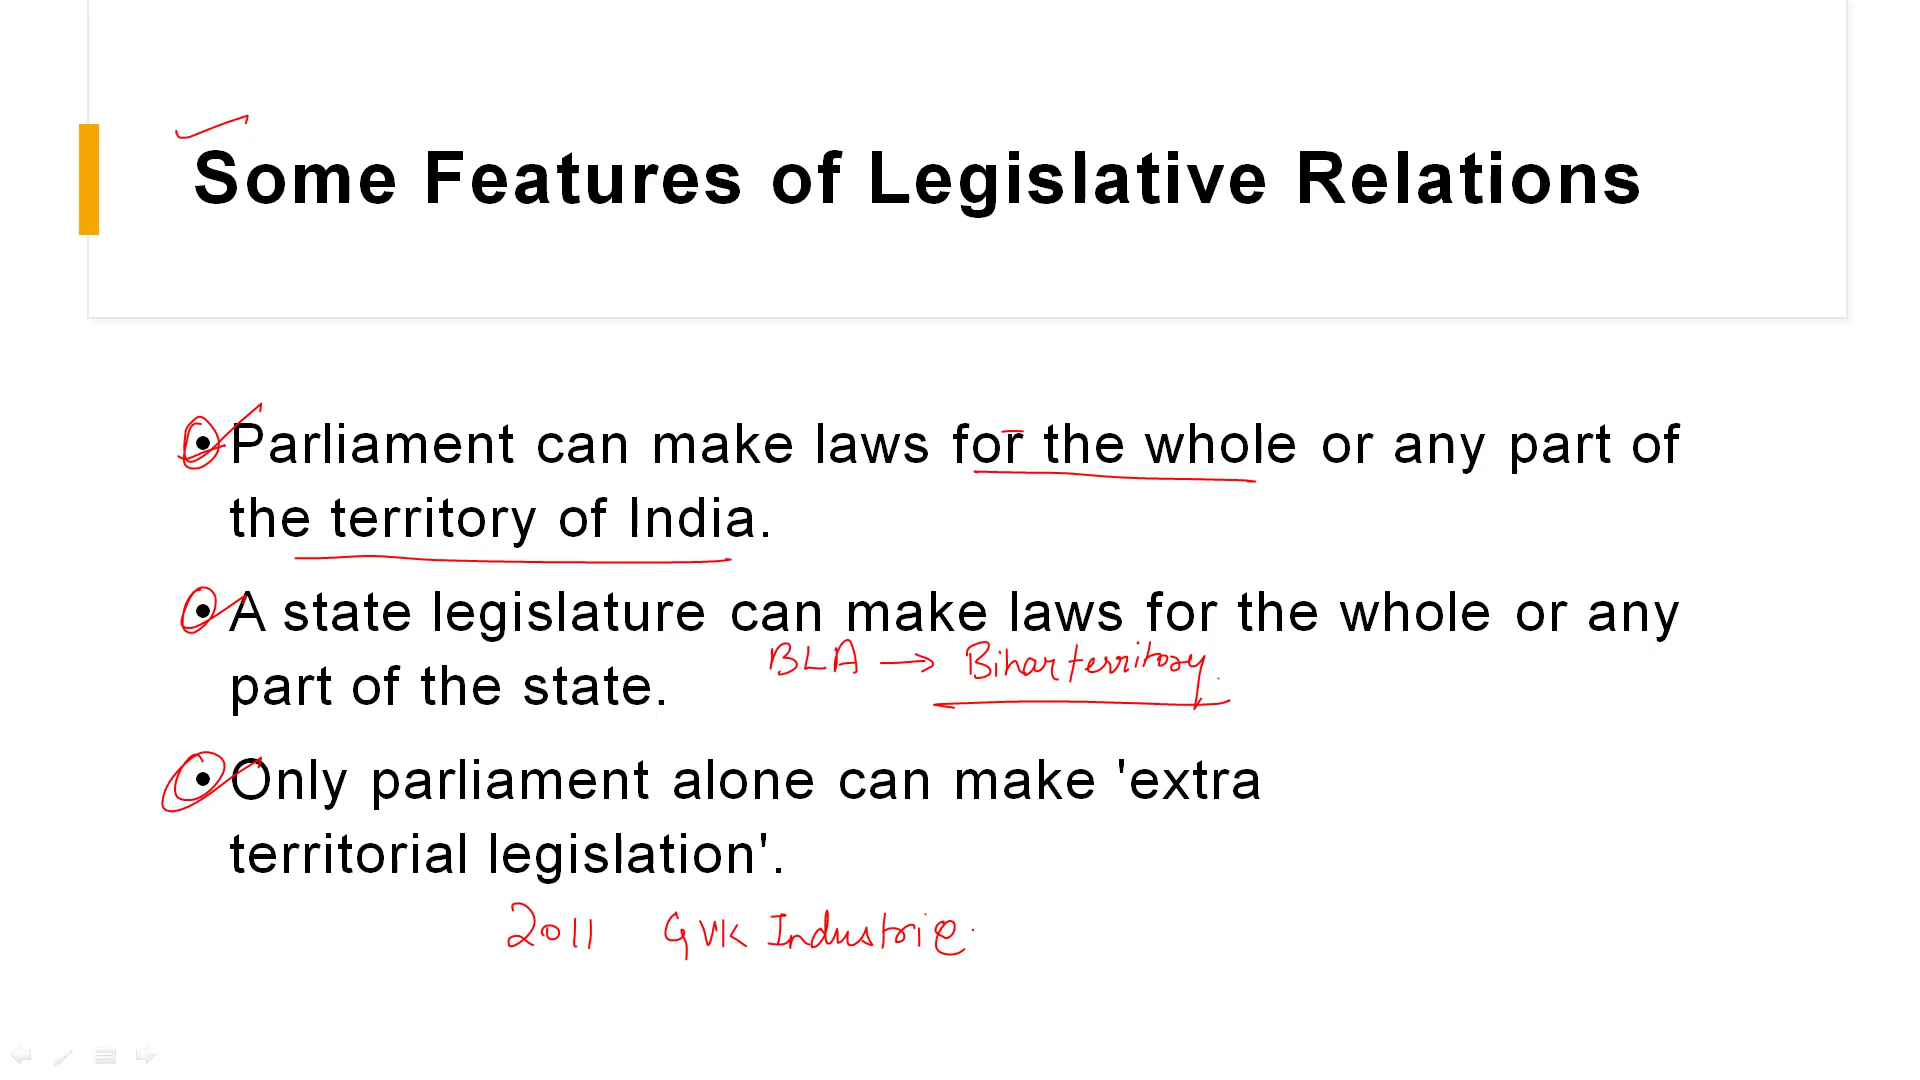 Some Features of Legislative Relations
• Parliament can make laws for the whole or any part of
the territory of India.
• A state legislature can make laws for the whole or any
BLA → Bihar territory
part of the state.
• Only parliament alone can make 'extra
territorial legislation'.
2011 GVK Industrie